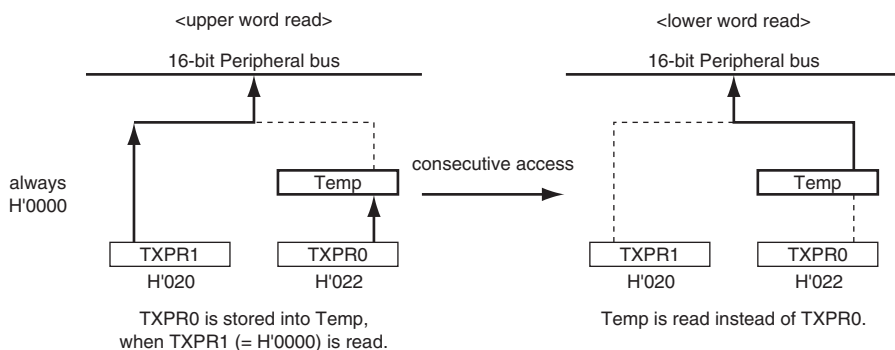 <upper word read>
16-bit Peripheral bus
always
H'0000
Temp
TXPR1
TXPR0
H'020
H'022
TXPR0 is stored into Temp,
when TXPR1 (= H'0000) is read.
consecutive access
<lower word read>
16-bit Peripheral bus
Temp
TXPR1
TXPR0
H'020
H'022
Temp is read instead of TXPR0.